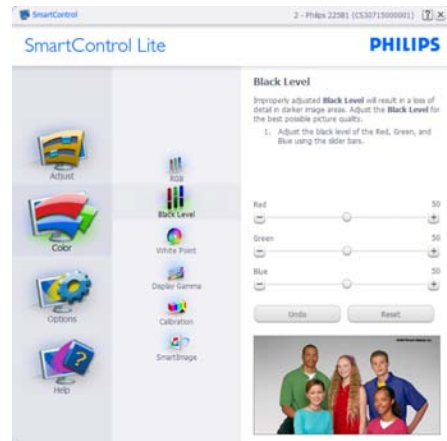 SmartControl
2 - Philips 225B1 (CS30715000001)
SmartControl Lite
PHILIPS
Adjust
Color
Options
Help
RGB
Black Level
White Point
Display Gamma
Calibration
SmartImage
Black Level
Improperly adjusted Black Level will result in a loss of
detail in darker image areas. Adjust the Black Level for
the best possible picture quality.
1. Adjust the black level of the Red, Green, and
Blue using the slider bars.
Red 50
Green 50
Blue 50
Undo Reset